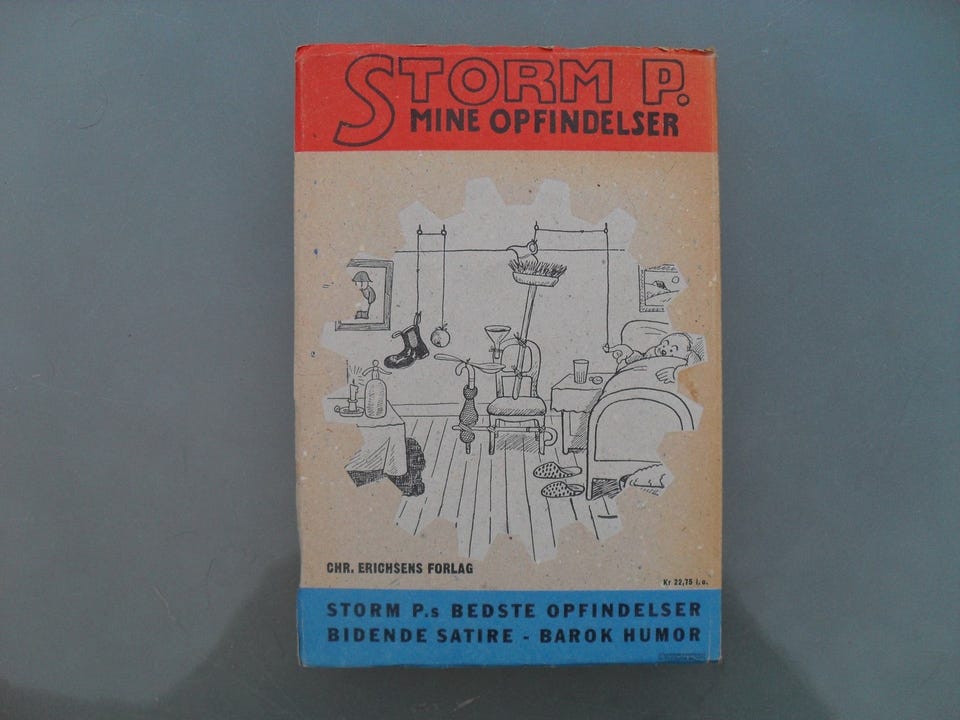 STORM P.
MINE OPFINDELSER
CHR. ERICHSENS FORLAG
Kr 22,75 i. o.
STORM P.s BEDSTE OPFINDELSER
BIDENDE SATIRE - BAROK HUMOR